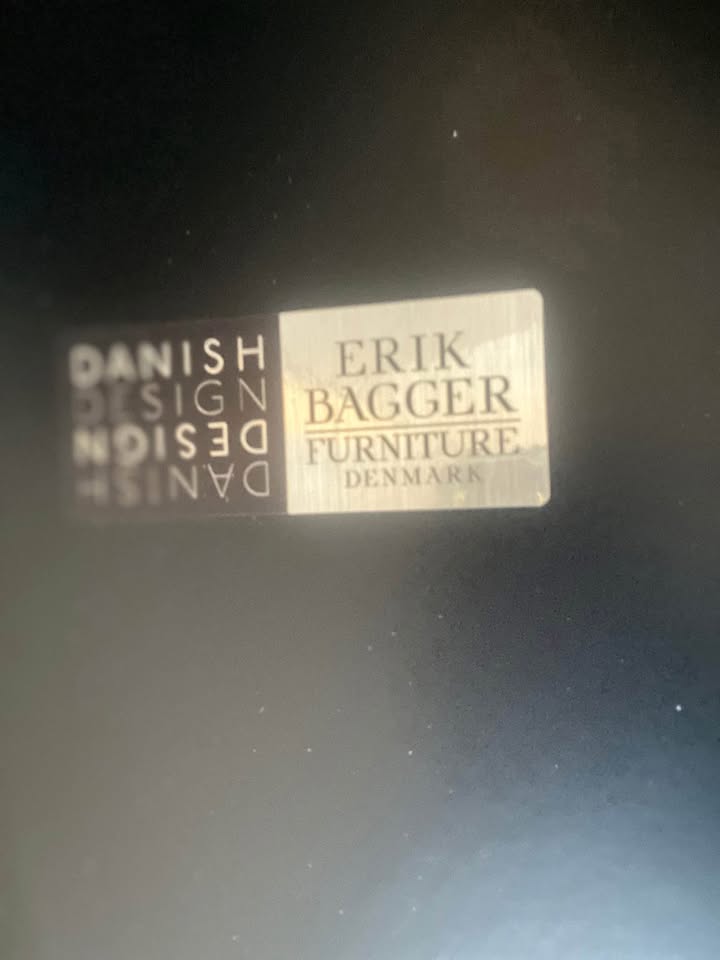 DANISH
DESIGN
DESIGN
DANISH
ERIK
BAGGER
FURNITURE
DENMARK